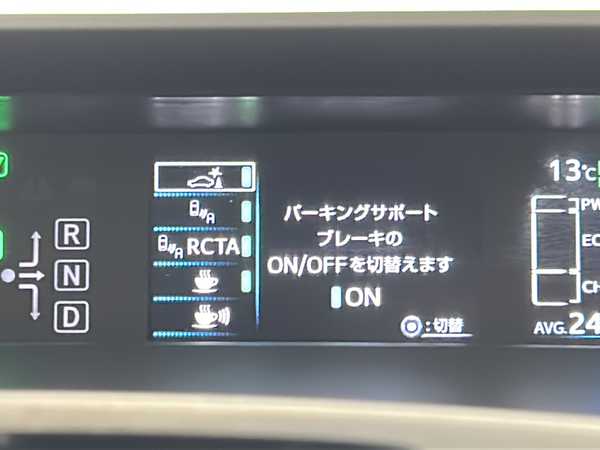 R
N
D
A
A RCTA
パーキングサポート
ブレーキの
ON/OFFを切替えます
ON
:切替
13℃
PW
EC
CH
AVG.24